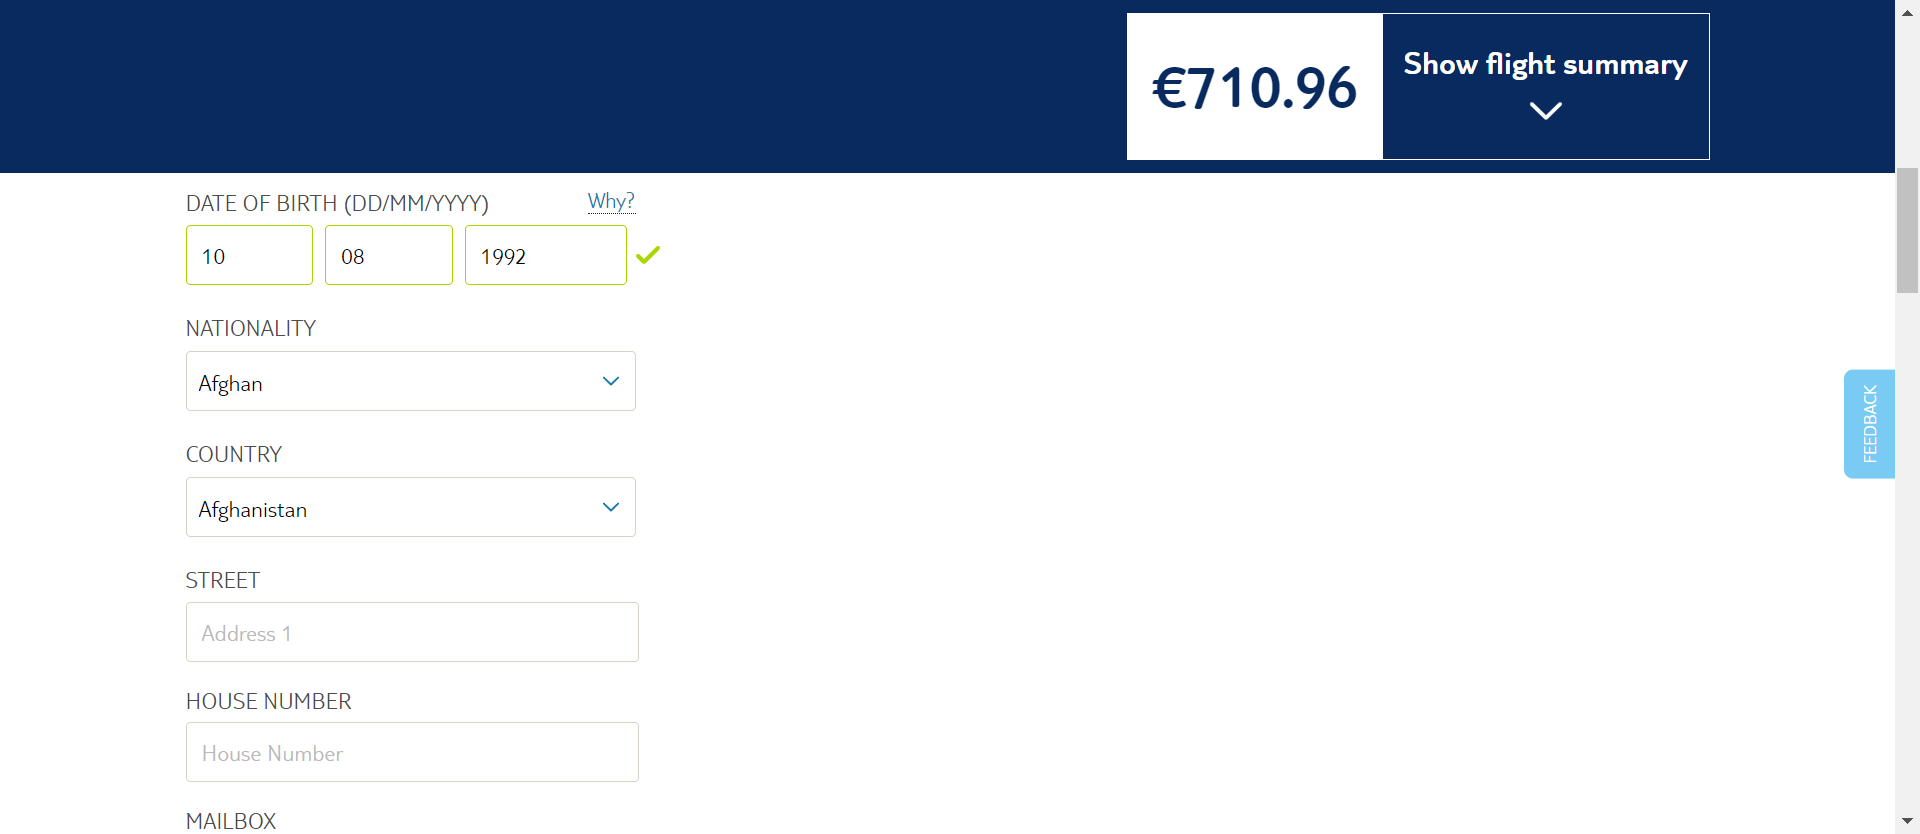 €710.96
Show flight summary
DATE OF BIRTH (DD/MM/YYYY) Why?
10 08 1992
NATIONALITY
Afghan
COUNTRY
Afghanistan
FEEDBACK
STREET
Address 1
HOUSE NUMBER
House Number
MAILBOX